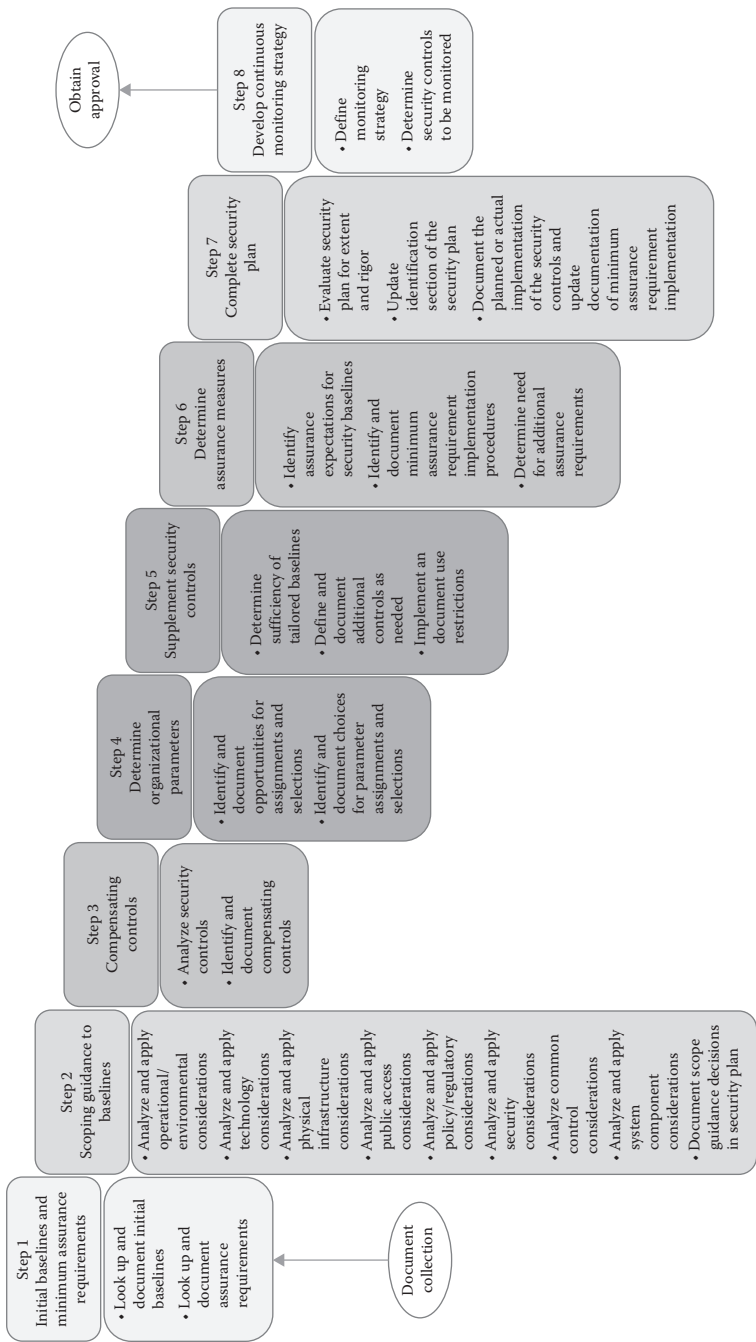 Step 1
Initial baselines and
minimum assurance
requirements
• Look up and
document initial
baselines
• Look up and
document
assurance
requirements
Document
collection
Step 2
Scoping guidance to
baselines
• Analyze and apply
operational/
environmental
considerations
• Analyze and apply
technology
considerations
• Analyze and apply
physical
infrastructure
considerations
• Analyze and apply
public access
considerations
• Analyze and apply
policy/regulatory
considerations
• Analyze and apply
security
considerations
• Analyze common
control
considerations
• Analyze and apply
system
component
considerations
• Document scope
guidance decisions
in security plan
Step 3
Compensating
controls
• Analyze security
controls
• Identify and
document
compensating
controls
Step 4
Determine
organizational
parameters
• Identify and
document
opportunities for
assignments and
selections
• Identify and
document choices
for parameter
assignments and
selections
Step 5
Supplement security
controls
• Determine
sufficiency of
tailored baselines
• Define and
document
additional
controls as
needed
• Implement an
document use
restrictions
Step 6
Determine
assurance measures
• Identify
assurance
expectations for
security baselines
• Identify and
document
minimum
assurance
requirement
implementation
procedures
• Determine need
for additional
assurance
requirements
Step 7
Complete security
plan
• Evaluate security
plan for extent
and rigor
• Update
identification
section of the
security plan
• Document the
planned or actual
implementation
of the security
controls and
update
documentation
of minimum
assurance
requirement
implementation
Step 8
Develop continuous
monitoring strategy
• Define
monitoring
strategy
• Determine
security controls
to be monitored
Obtain
approval